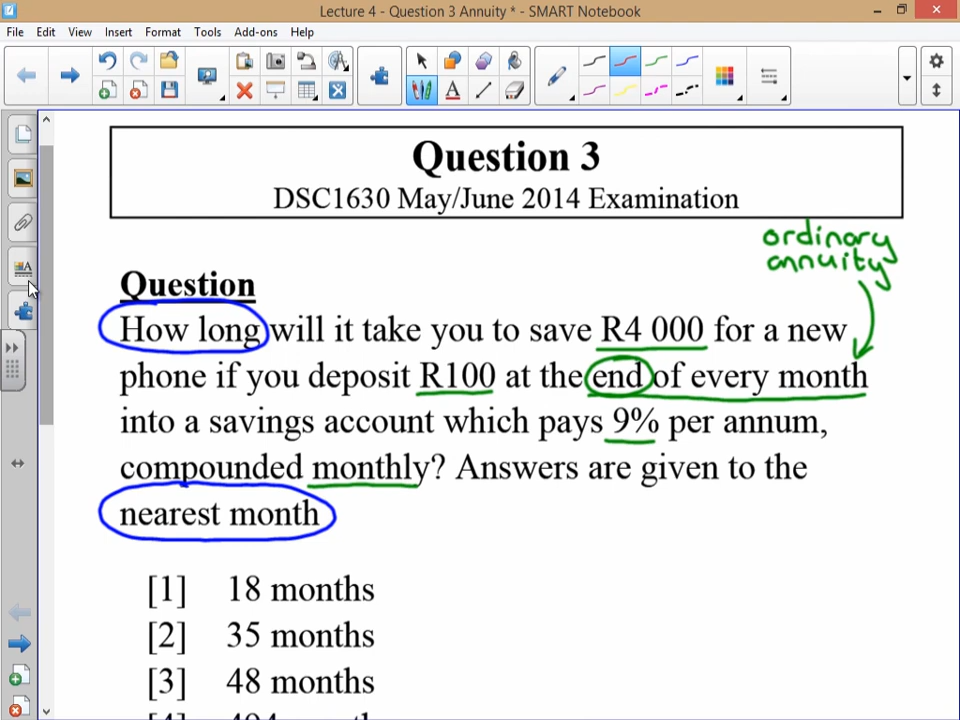 Lecture 4 - Question 3 Annuity * - SMART Notebook
File Edit View Insert Format Tools Add-ons Help
Question 3
DSC1630 May/June 2014 Examination
ordinary
annuity
Question
How long will it take you to save R4 000 for a new
phone if you deposit R100 at the end of every month
into a savings account which pays 9% per annum,
compounded monthly? Answers are given to the
nearest month
[1] 18 months
[2] 35 months
[3] 48 months